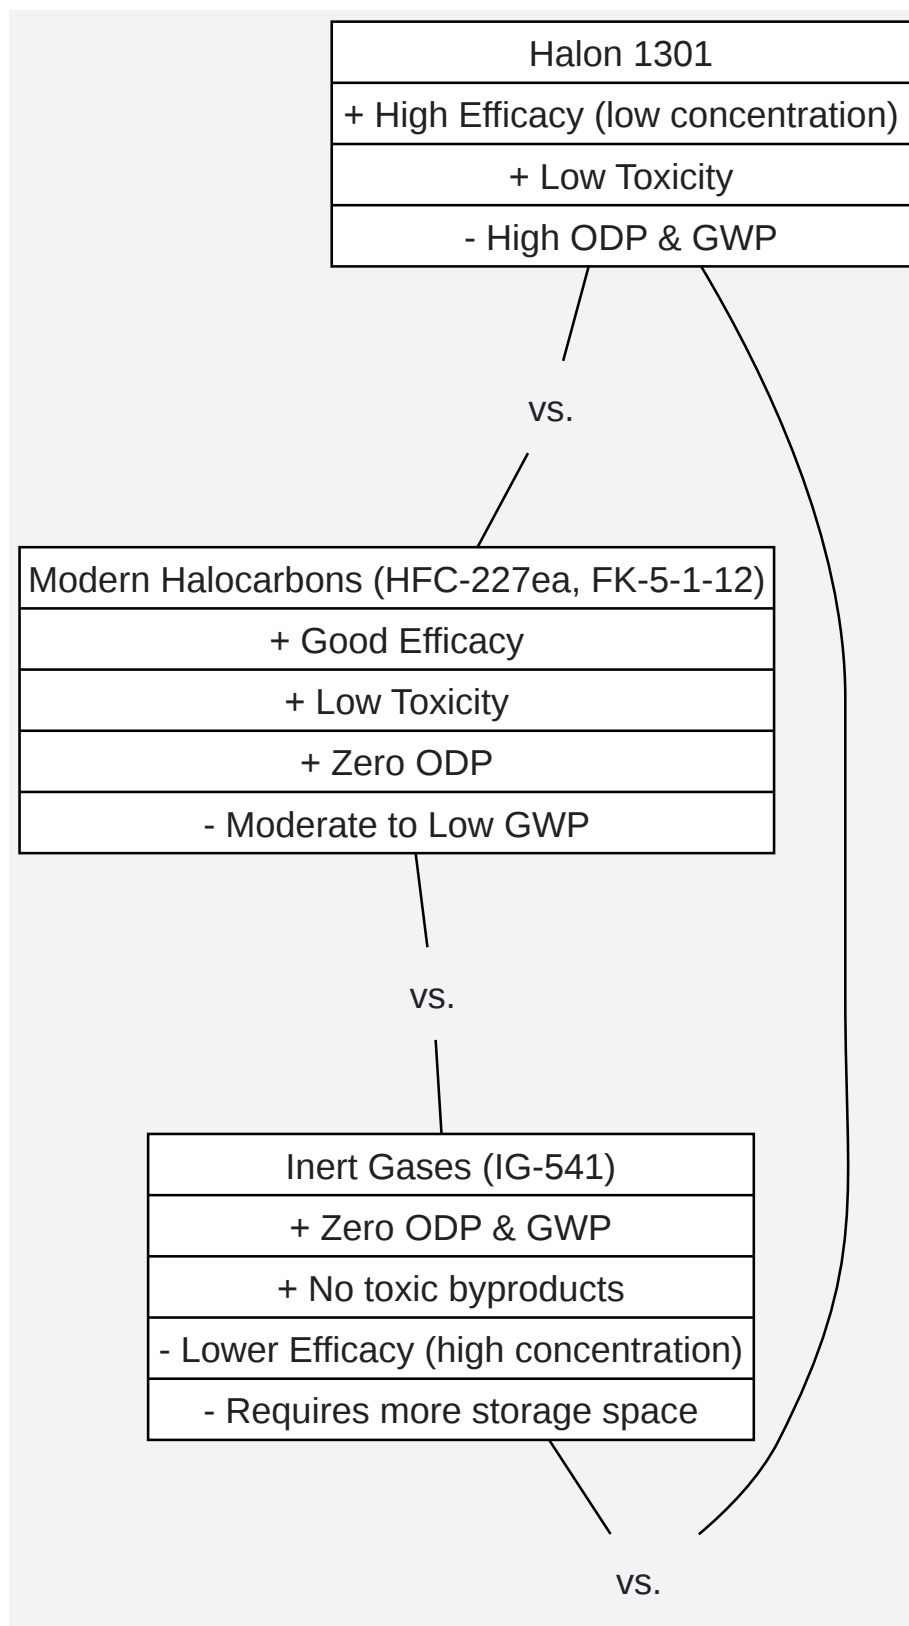 Halon 1301
+ High Efficacy (low concentration)
+ Low Toxicity
- High ODP & GWP
vs.
Modern Halocarbons (HFC-227ea, FK-5-1-12)
+ Good Efficacy
+ Low Toxicity
+ Zero ODP
- Moderate to Low GWP
vs.
Inert Gases (IG-541)
+ Zero ODP & GWP
+ No toxic byproducts
- Lower Efficacy (high concentration)
- Requires more storage space
vs.